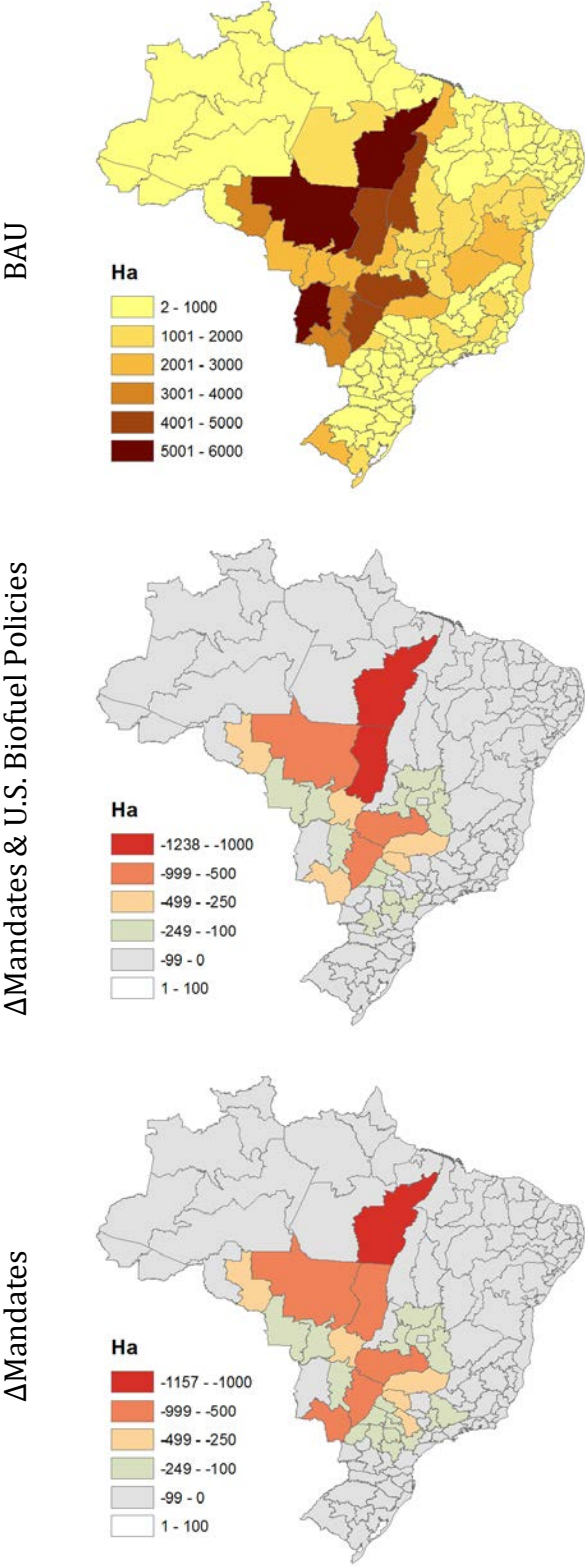 BAU
Ha
2 - 1000
1001 - 2000
2001 - 3000
3001 - 4000
4001 - 5000
5001 - 6000
ΔMandates & U.S. Biofuel Policies
Ha
-1238 - -1000
-999 - -500
-499 - -250
-249 - -100
-99 - 0
1 - 100
ΔMandates
Ha
-1157 - -1000
-999 - -500
-499 - -250
-249 - -100
-99 - 0
1 - 100